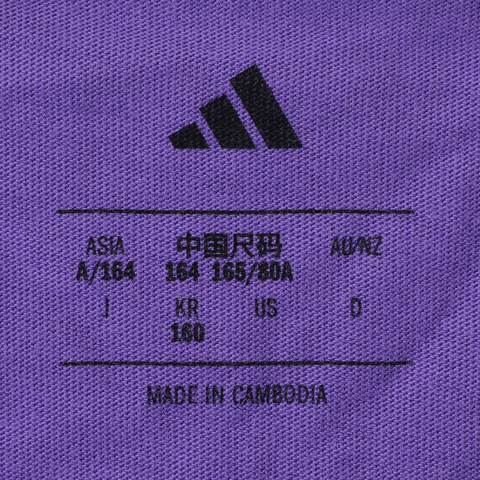 ASIA 中国尺码 AU/NZ
A/164 164 165/80A
J KR US D
160
MADE IN CAMBODIA